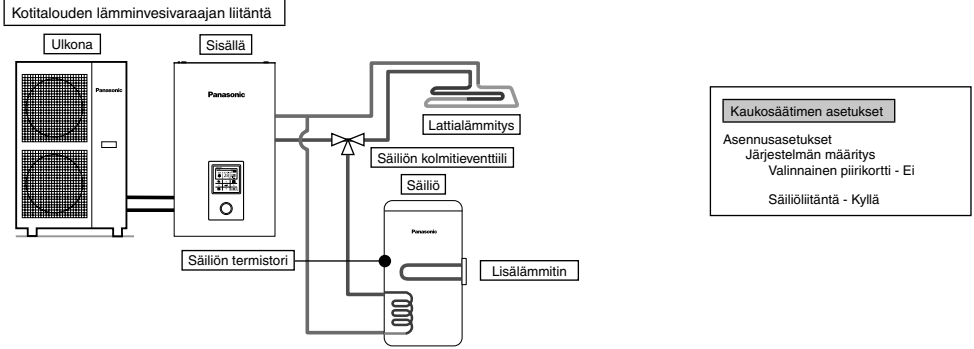 Kotitalouden lämminvesivaraajan liitäntä
Ulkona
Sisällä
Panasonic
Panasonic
Lattialämmitys
Säiliön kolmitieventtiili
Säiliö
Panasonic
Säiliön termistori
Lisälämmitin
Kaukosäätimen asetukset
Asennusasetukset
Järjestelmän määritys
Valinnainen piirikortti - Ei
Säiliöliitäntä - Kyllä